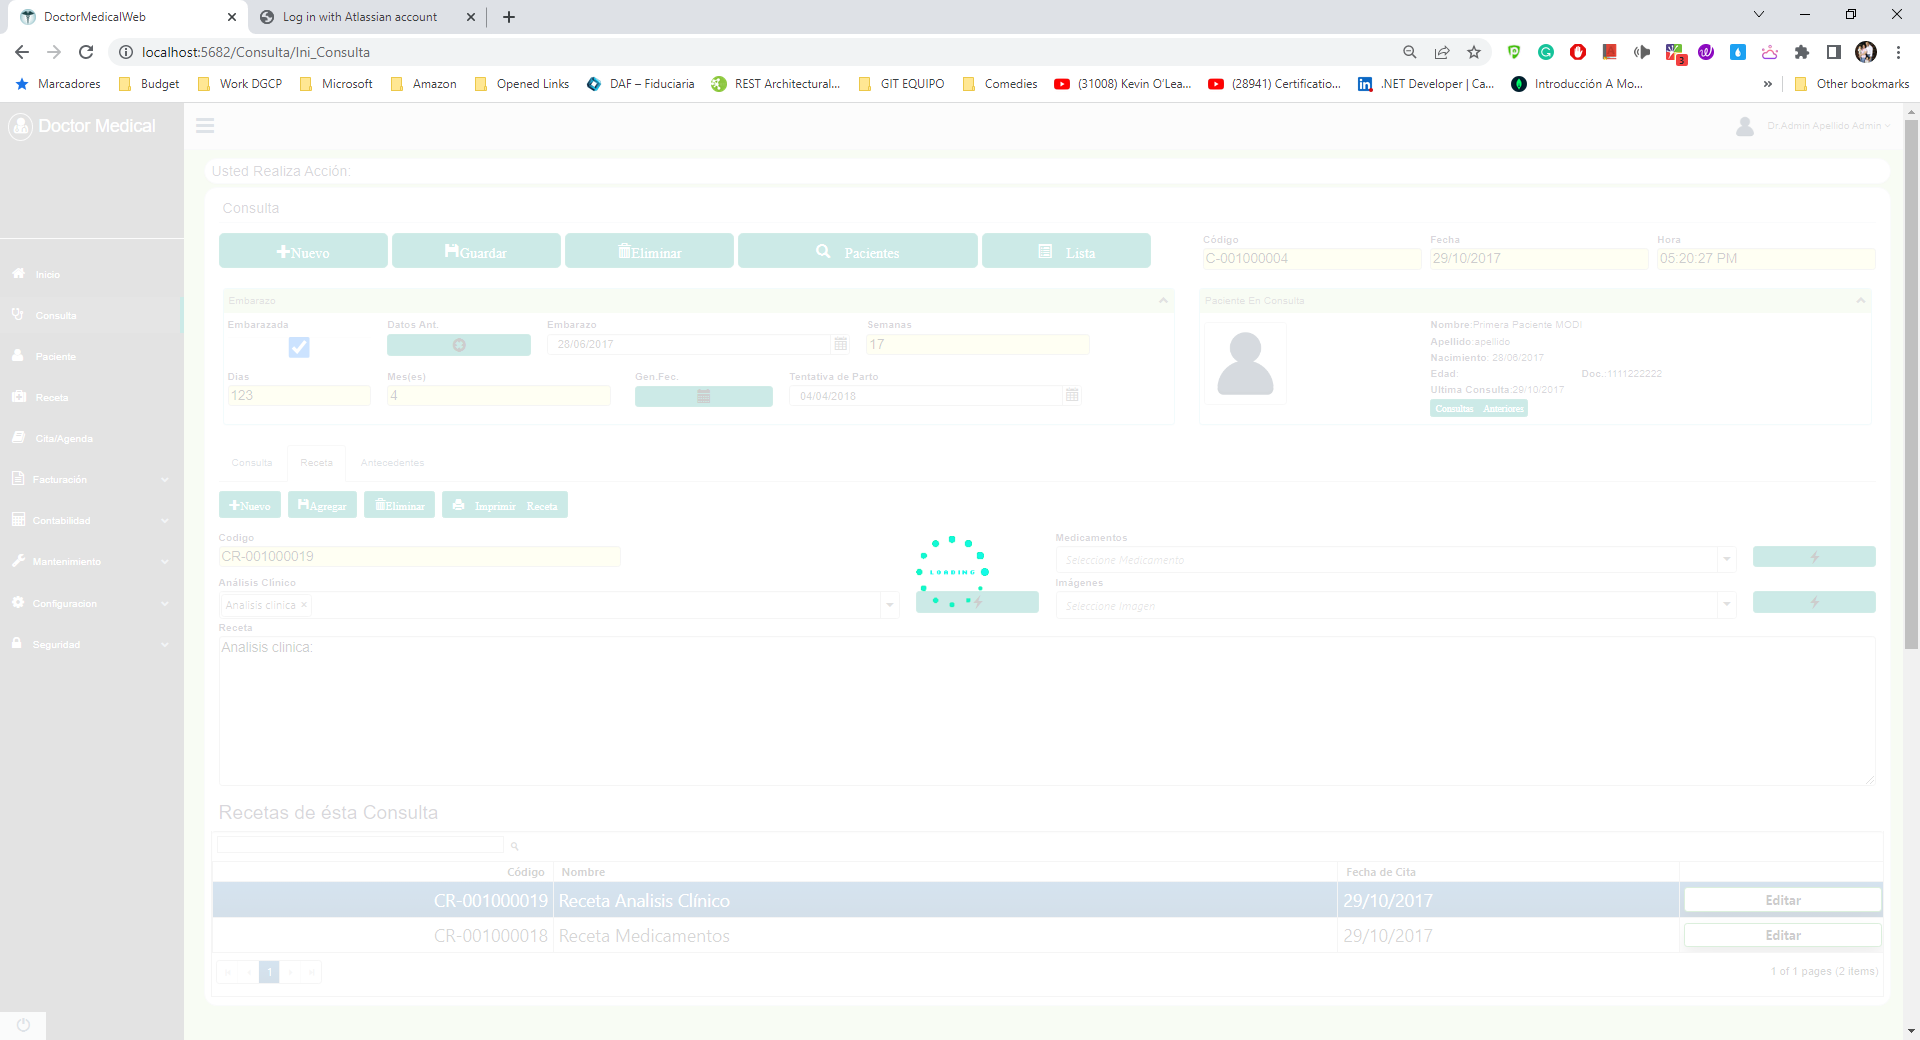 DoctorMedicalWeb
Log in with Atlassian account
localhost:5682/Consulta/Ini_Consulta
3
Marcadores
Budget
Work DGCP
Microsoft
Amazon
Opened Links
DAF – Fiduciaria
REST Architectural...
GIT EQUIPO
Comedies
(31008) Kevin O'Lea...
(28941) Certificatio...
.NET Developer | Ca...
Introducción A Mo...
»
Other bookmarks
Doctor Medical
Dr.Admin Apellido Admin
Inicio
Consulta
Paciente
Receta
Cita/Agenda
Facturación
Contabilidad
Mantenimiento
Configuracion
Seguridad
Usted Realiza Acción:
Consulta
Nuevo
Guardar
Eliminar
Pacientes
Lista
Código
C-001000004
Fecha
29/10/2017
Hora
05:20:27 PM
Embarazo
Embarazada
Datos Ant.
Embarazo
28/06/2017
Semanas
17
Días
123
Mes(es)
4
Gen.Fec.
Tentativa de Parto
04/04/2018
Paciente En Consulta
Nombre:Primera Paciente MODI
Apellido:apellido
Nacimiento: 28/06/2017
Edad:
Doc.:1111222222
Ultima Consulta:29/10/2017
Consultas Anteriores
Consulta
Receta
Antecedentes
Nuevo
Agregar
Eliminar
Imprimir Receta
Codigo
CR-001000019
Medicamentos
Seleccione Medicamento
LOADING
Análisis Clínico
Analisis clinica ×
Imágenes
Seleccione Imagen
Receta
Analisis clinica:
Recetas de ésta Consulta
Código
Nombre
Fecha de Cita
CR-001000019
Receta Analisis Clínico
29/10/2017
Editar
CR-001000018
Receta Medicamentos
29/10/2017
Editar
« ‹ 1 › »
1 of 1 pages (2 items)